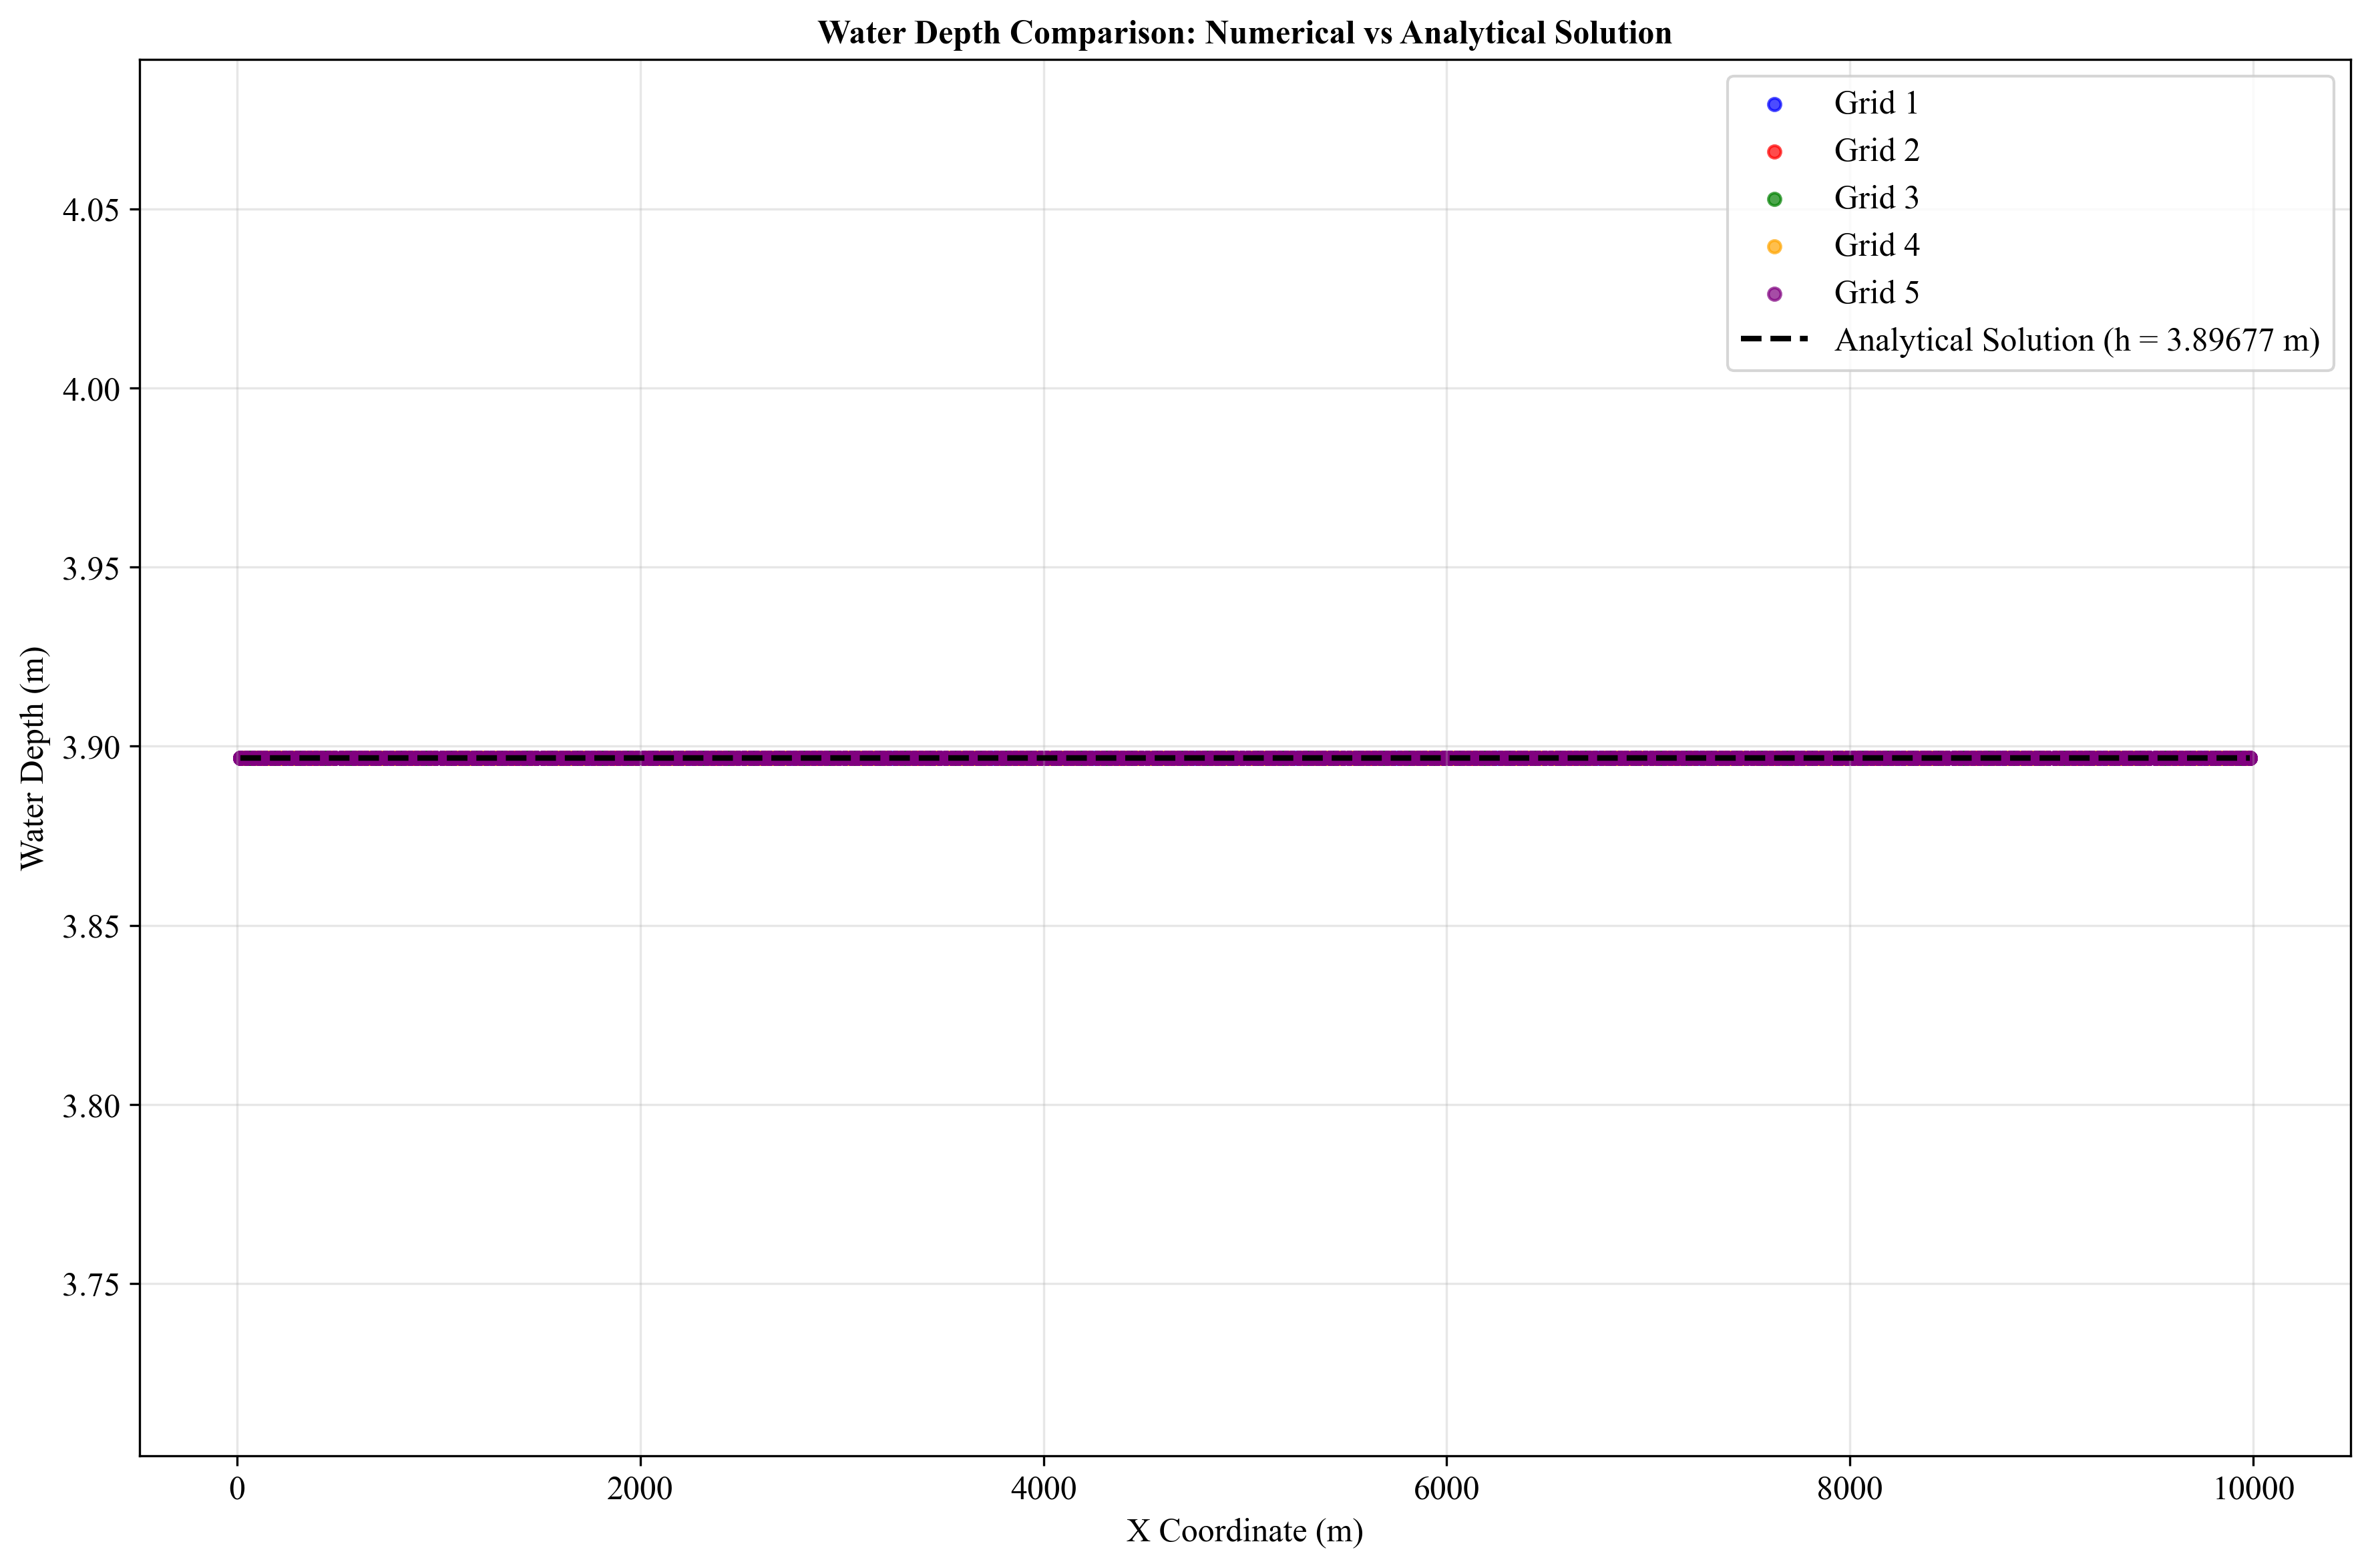 Water Depth Comparison: Numerical vs Analytical Solution
Grid 1
Grid 2
Grid 3
Grid 4
Grid 5
Analytical Solution (h = 3.89677 m)
Water Depth (m)
4.05
4.00
3.95
3.90
3.85
3.80
3.75
0 2000 4000 6000 8000 10000
X Coordinate (m)